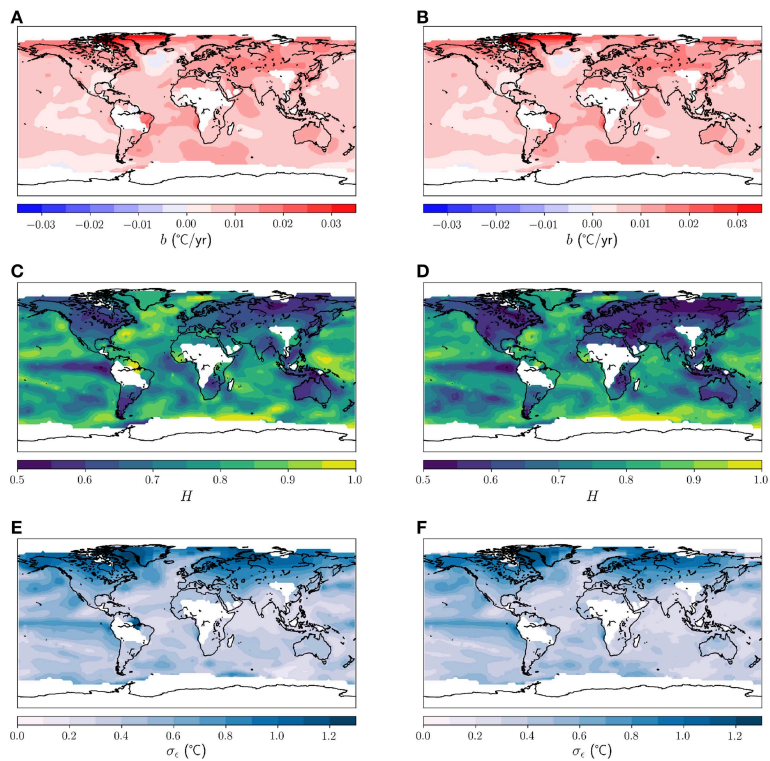 A B
−0.03 −0.02 −0.01 0.00 0.01 0.02 0.03 −0.03 −0.02 −0.01 0.00 0.01 0.02 0.03
b (°C/yr) b (°C/yr)
C D
0.5 0.6 0.7 0.8 0.9 1.0 0.5 0.6 0.7 0.8 0.9 1.0
H H
E F
0.0 0.2 0.4 0.6 0.8 1.0 1.2 0.0 0.2 0.4 0.6 0.8 1.0 1.2
σϵ (°C) σϵ (°C)